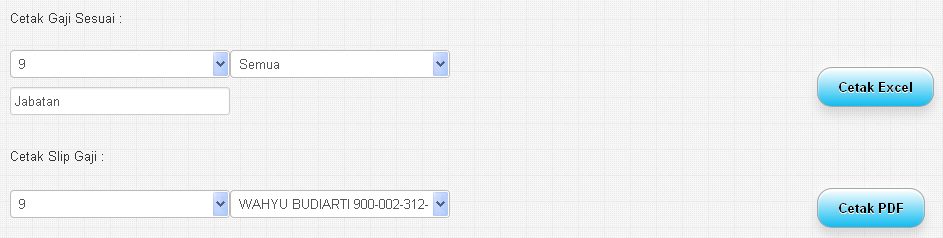 Cetak Gaji Sesuai :
9 Semua
Jabatan
Cetak Excel
Cetak Slip Gaji :
9 WAHYU BUDIARTI 900-002-312-
Cetak PDF